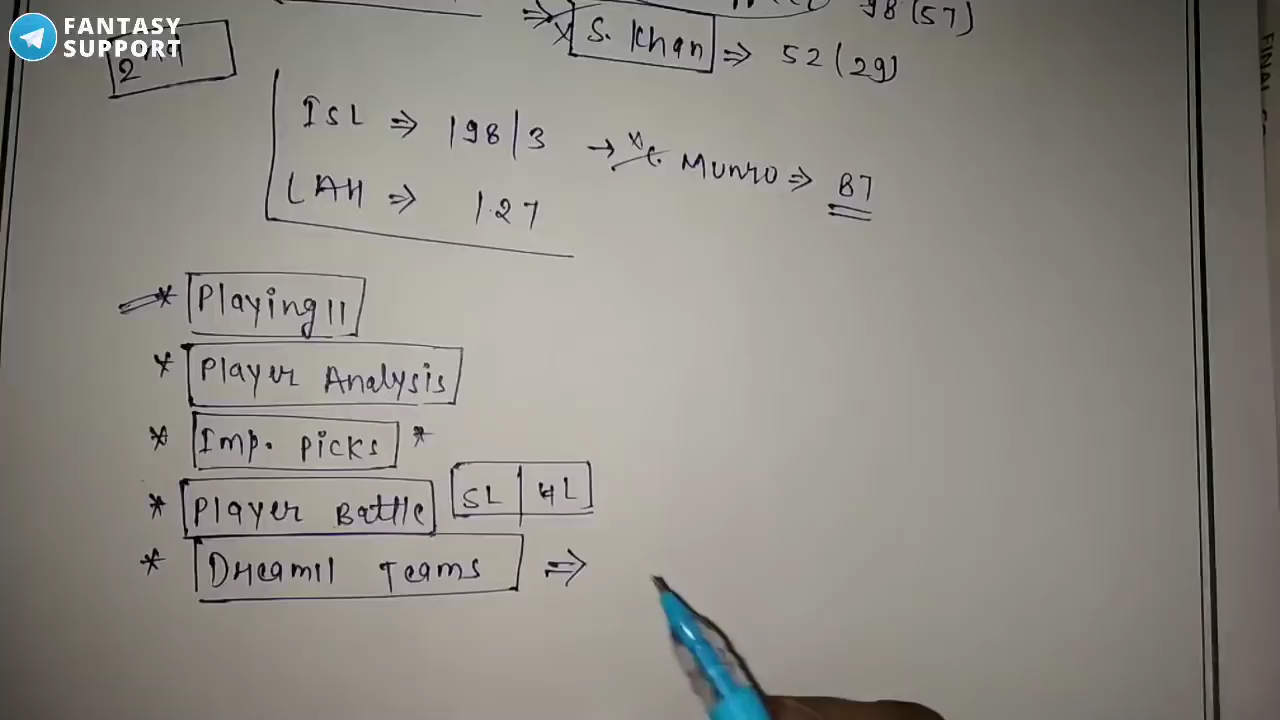 FANTASY
SUPPORT
98 (57)
S. Khan ⇒ 52 (29)
ISL ⇒ 198/3 → C. Munro ⇒ 87
LAH ⇒ 127
* Playing 11
* Player Analysis
* Imp. Picks *
* Player Battle SL | HL
* Dream11 Teams ⇒